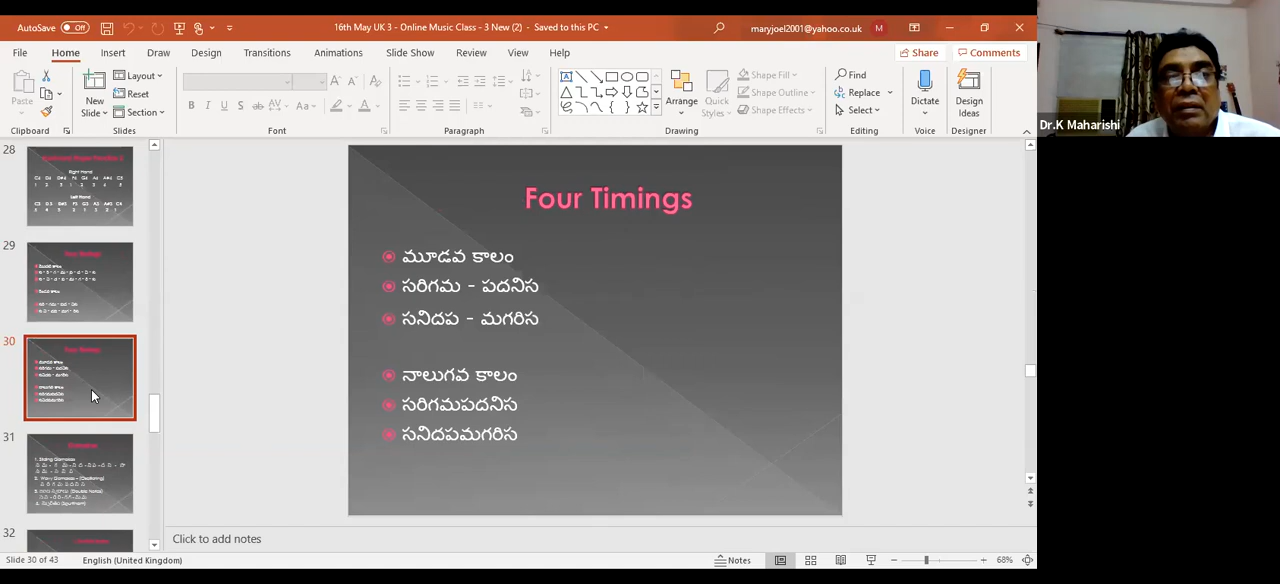 AutoSave Off 16th May UK 3 - Online Music Class - 3 New (2) - Saved to this PC maryjoel2001@yahoo.co.uk M
File Home Insert Draw Design Transitions Animations Slide Show Review View Help Share Comments
Paste New Slide Layout Reset Section
Shape Fill Shape Outline Shape Effects Arrange Quick Styles
Find Replace Select Dictate Design Ideas
Clipboard Slides Font Paragraph Drawing Editing Voice Designer
Dr.K Maharishi
28
29
Four Timings
30
Four Timings
31
32
Four Timings
మూడవ కాలం
సరిగమ - పదనిస
సనిదప - మగరిస
నాలుగవ కాలం
సరిగమపదనిస
సనిదపమగరిస
Click to add notes
Slide 30 of 43 English (United Kingdom) Notes 68%